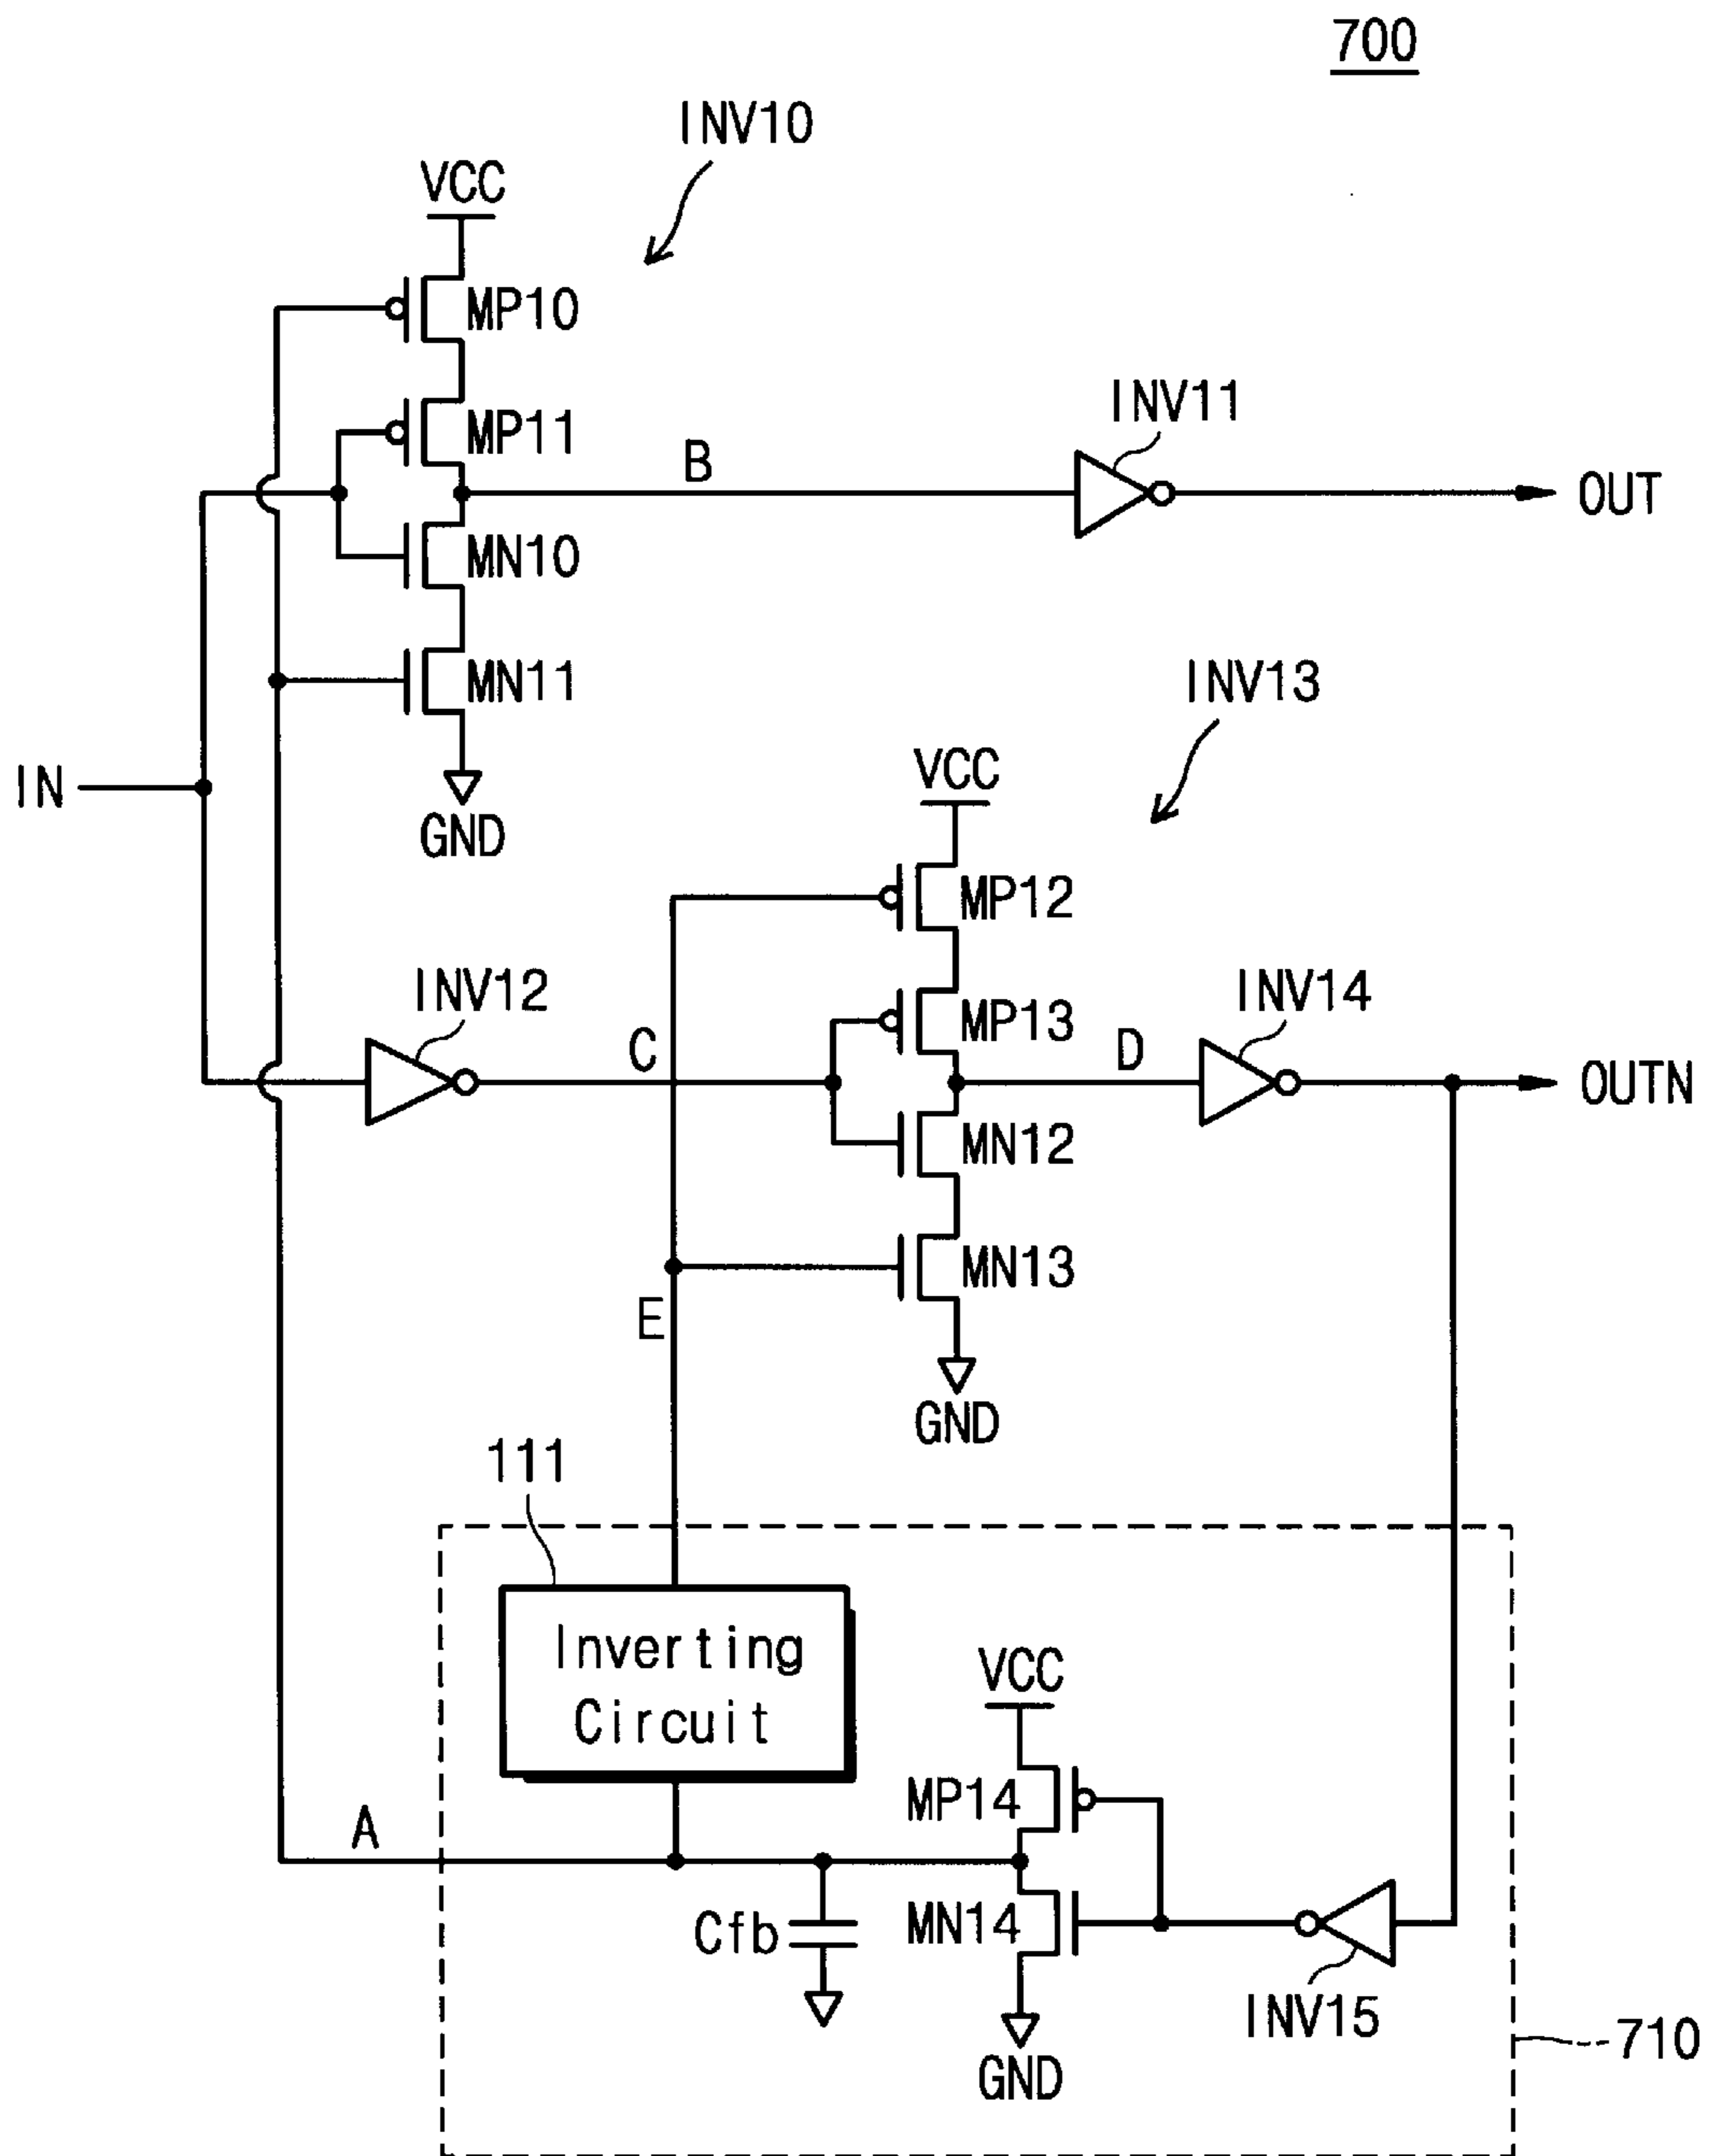 700
INV10
VCC
MP10
MP11
INV11
B
OUT
MN10
MN11
INV13
IN
VCC
GND
MP12
INV12
INV14
C
MP13
D
OUTN
MN12
MN13
E
GND
111
Inverting
Circuit
VCC
MP14
A
Cfb
MN14
INV15
710
GND